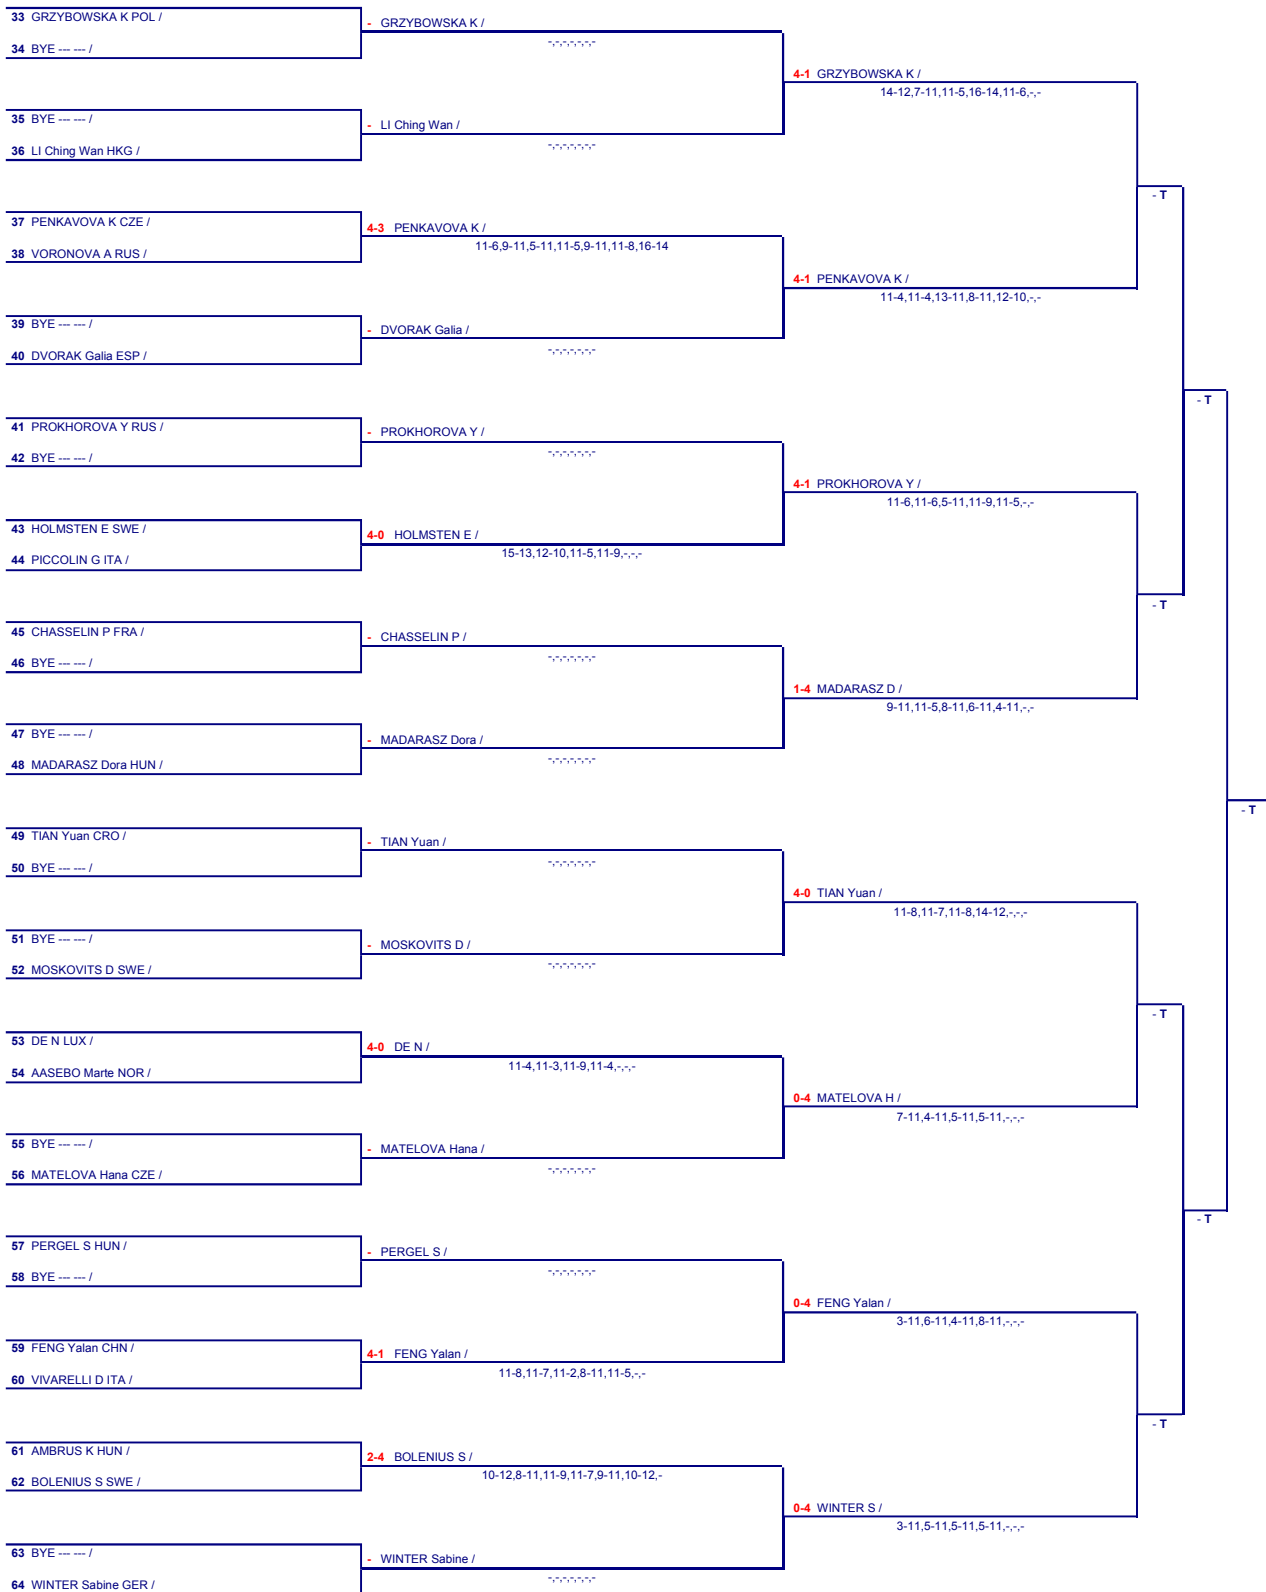 33 GRZYBOWSKA K POL /
- GRZYBOWSKA K /
-,-,-,-,-,-,-
34 BYE --- --- /
4-1 GRZYBOWSKA K /
14-12,7-11,11-5,16-14,11-6,-,-
35 BYE --- --- /
- LI Ching Wan /
-,-,-,-,-,-,-
36 LI Ching Wan HKG /
- T
37 PENKAVOVA K CZE /
4-3 PENKAVOVA K /
11-6,9-11,5-11,11-5,9-11,11-8,16-14
38 VORONOVA A RUS /
4-1 PENKAVOVA K /
11-4,11-4,13-11,8-11,12-10,-,-
39 BYE --- --- /
- DVORAK Galia /
-,-,-,-,-,-,-
40 DVORAK Galia ESP /
- T
41 PROKHOROVA Y RUS /
- PROKHOROVA Y /
-,-,-,-,-,-,-
42 BYE --- --- /
4-1 PROKHOROVA Y /
11-6,11-6,5-11,11-9,11-5,-,-
43 HOLMSTEN E SWE /
4-0 HOLMSTEN E /
15-13,12-10,11-5,11-9,-,-,-
44 PICCOLIN G ITA /
- T
45 CHASSELIN P FRA /
- CHASSELIN P /
-,-,-,-,-,-,-
46 BYE --- --- /
1-4 MADARASZ D /
9-11,11-5,8-11,6-11,4-11,-,-
47 BYE --- --- /
- MADARASZ Dora /
-,-,-,-,-,-,-
48 MADARASZ Dora HUN /
- T
49 TIAN Yuan CRO /
- TIAN Yuan /
-,-,-,-,-,-,-
50 BYE --- --- /
4-0 TIAN Yuan /
11-8,11-7,11-8,14-12,-,-,-
51 BYE --- --- /
- MOSKOVITS D /
-,-,-,-,-,-,-
52 MOSKOVITS D SWE /
- T
53 DE N LUX /
4-0 DE N /
11-4,11-3,11-9,11-4,-,-,-
54 AASEBO Marte NOR /
0-4 MATELOVA H /
7-11,4-11,5-11,5-11,-,-,-
55 BYE --- --- /
- MATELOVA Hana /
-,-,-,-,-,-,-
56 MATELOVA Hana CZE /
- T
57 PERGEL S HUN /
- PERGEL S /
-,-,-,-,-,-,-
58 BYE --- --- /
0-4 FENG Yalan /
3-11,6-11,4-11,8-11,-,-,-
59 FENG Yalan CHN /
4-1 FENG Yalan /
11-8,11-7,11-2,8-11,11-5,-,-
60 VIVARELLI D ITA /
- T
61 AMBRUS K HUN /
2-4 BOLENIUS S /
10-12,8-11,11-9,11-7,9-11,10-12,-
62 BOLENIUS S SWE /
0-4 WINTER S /
3-11,5-11,5-11,5-11,-,-,-
63 BYE --- --- /
- WINTER Sabine /
-,-,-,-,-,-,-
64 WINTER Sabine GER /